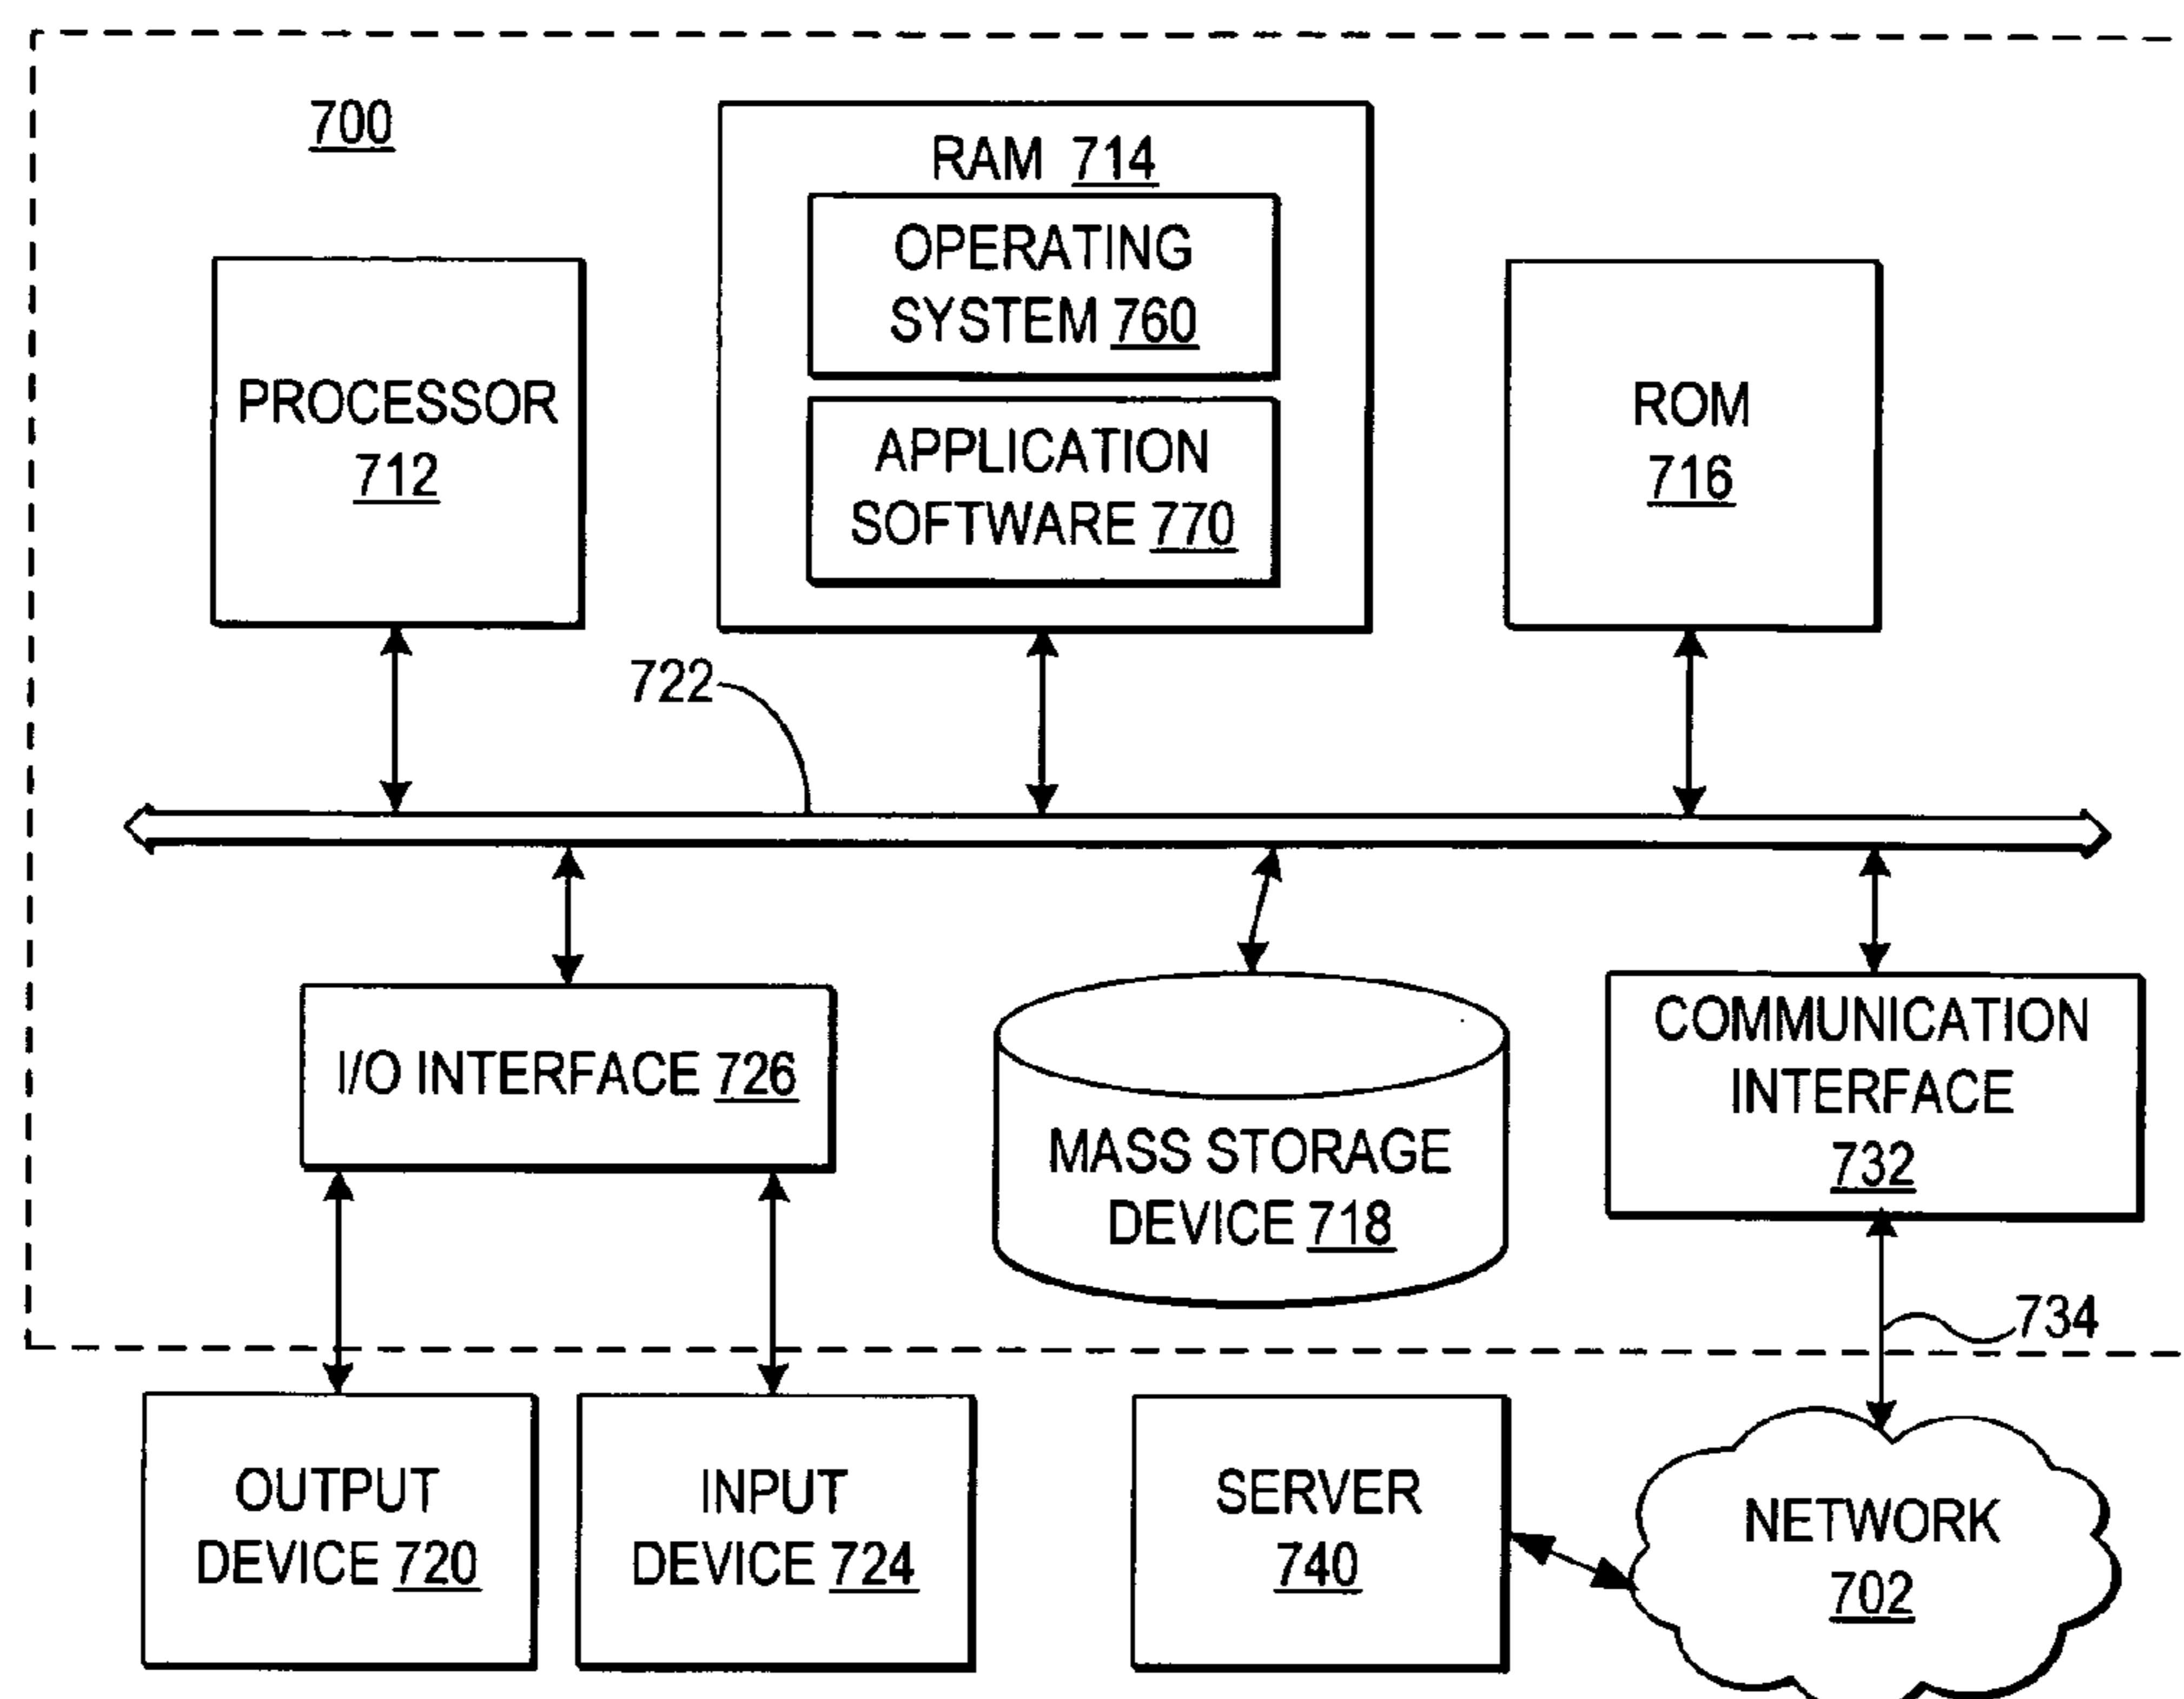 700
RAM 714
OPERATING
SYSTEM 760
APPLICATION
SOFTWARE 770
PROCESSOR
712
ROM
716
722
I/O INTERFACE 726
MASS STORAGE
DEVICE 718
COMMUNICATION
INTERFACE
732
734
OUTPUT
DEVICE 720
INPUT
DEVICE 724
SERVER
740
NETWORK
702